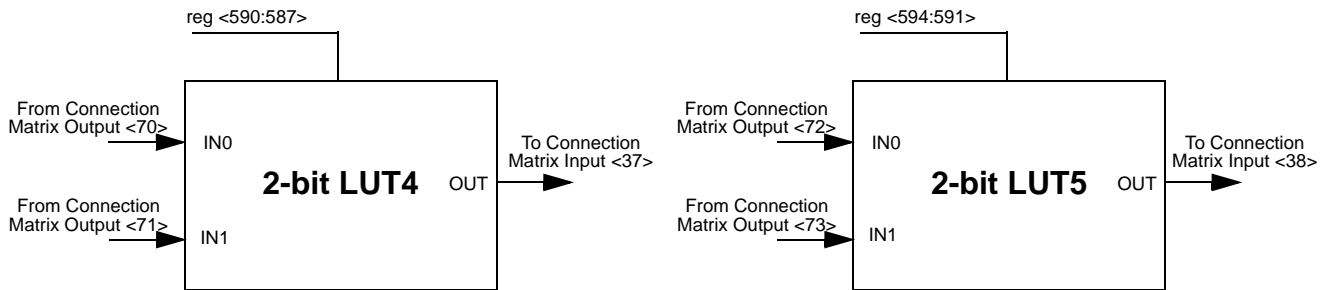 reg <590:587>
From Connection
Matrix Output <70>
IN0
2-bit LUT4
OUT
To Connection
Matrix Input <37>
From Connection
Matrix Output <71>
IN1
reg <594:591>
From Connection
Matrix Output <72>
IN0
2-bit LUT5
OUT
To Connection
Matrix Input <38>
From Connection
Matrix Output <73>
IN1